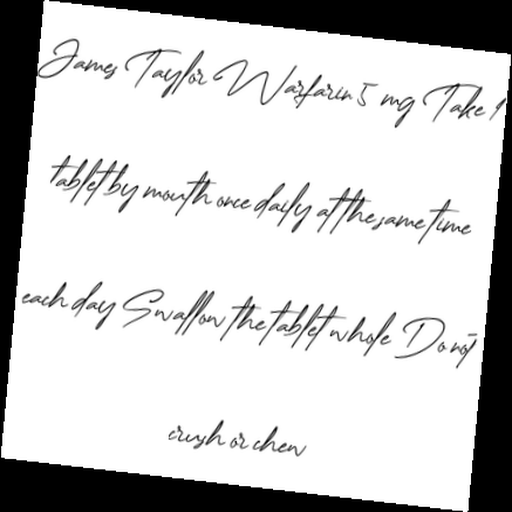 James Taylor Warfarin 5 mg Take 1
tablet by mouth once daily at the same time
each day Swallow the tablet whole Do not
crush or chew